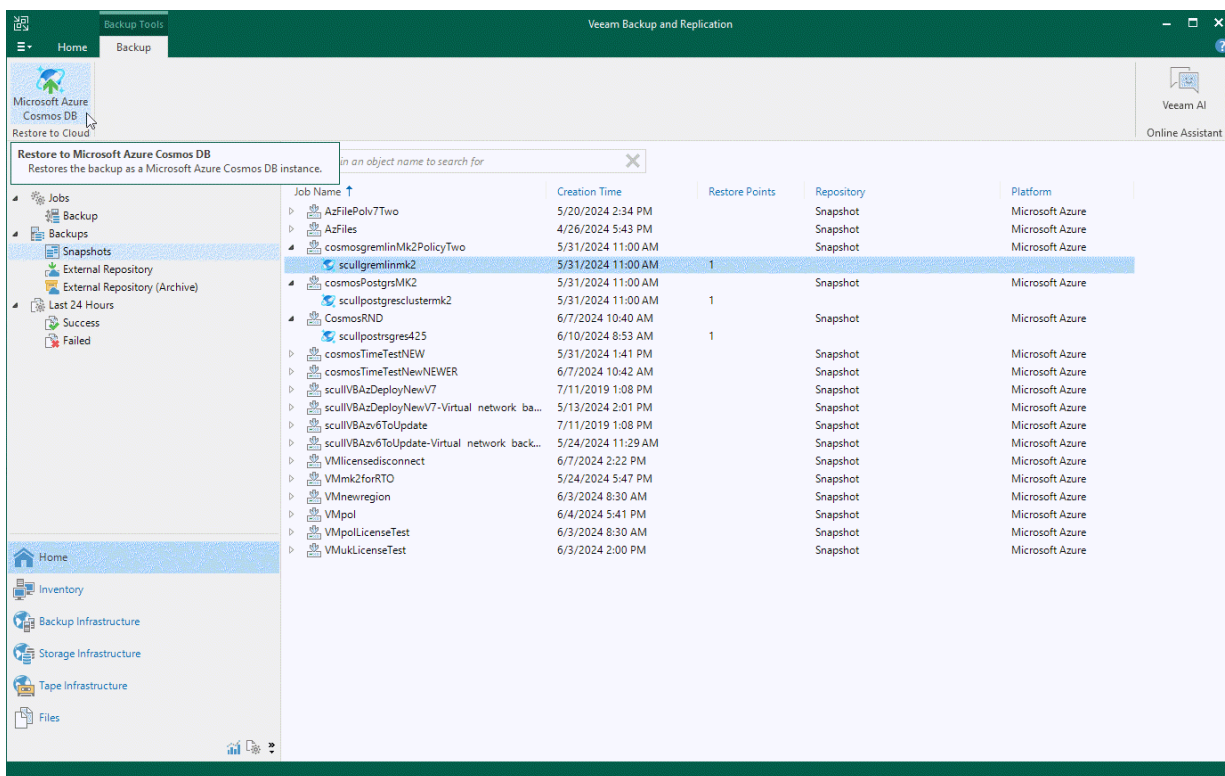 Backup Tools
Veeam Backup and Replication
Home
Backup
Microsoft Azure
Cosmos DB
Restore to Cloud
Veeam AI
Online Assistant
Restore to Microsoft Azure Cosmos DB
Restores the backup as a Microsoft Azure Cosmos DB instance.
in an object name to search for
Jobs
Backup
Backups
Snapshots
External Repository
External Repository (Archive)
Last 24 Hours
Success
Failed
Job Name Creation Time Restore Points Repository Platform
AzFilePolv7Two 5/20/2024 2:34 PM Snapshot Microsoft Azure
AzFiles 4/26/2024 5:43 PM Snapshot Microsoft Azure
cosmosgremlinMk2PolicyTwo 5/31/2024 11:00 AM Snapshot Microsoft Azure
scullgremlinmk2 5/31/2024 11:00 AM 1
cosmosPostgrsMK2 5/31/2024 11:00 AM Snapshot Microsoft Azure
scullpostgresclustermk2 5/31/2024 11:00 AM 1
CosmosRND 6/7/2024 10:40 AM Snapshot Microsoft Azure
scullpostrsgres425 6/10/2024 8:53 AM 1
cosmosTimeTestNEW 5/31/2024 1:41 PM Snapshot Microsoft Azure
cosmosTimeTestNewNEWER 6/7/2024 10:42 AM Snapshot Microsoft Azure
scullVBAzDeployNewV7 7/11/2019 1:08 PM Snapshot Microsoft Azure
scullVBAzDeployNewV7-Virtual network ba... 5/13/2024 2:01 PM Snapshot Microsoft Azure
scullVBAzv6ToUpdate 7/11/2019 1:08 PM Snapshot Microsoft Azure
scullVBAzv6ToUpdate-Virtual network back... 5/24/2024 11:29 AM Snapshot Microsoft Azure
VMlicensedisconnect 6/7/2024 2:22 PM Snapshot Microsoft Azure
VMmk2forRTO 5/24/2024 5:47 PM Snapshot Microsoft Azure
VMnewregion 6/3/2024 8:30 AM Snapshot Microsoft Azure
VMpol 6/4/2024 5:41 PM Snapshot Microsoft Azure
VMpolLicenseTest 6/3/2024 8:30 AM Snapshot Microsoft Azure
VMukLicenseTest 6/3/2024 2:00 PM Snapshot Microsoft Azure
Home
Inventory
Backup Infrastructure
Storage Infrastructure
Tape Infrastructure
Files